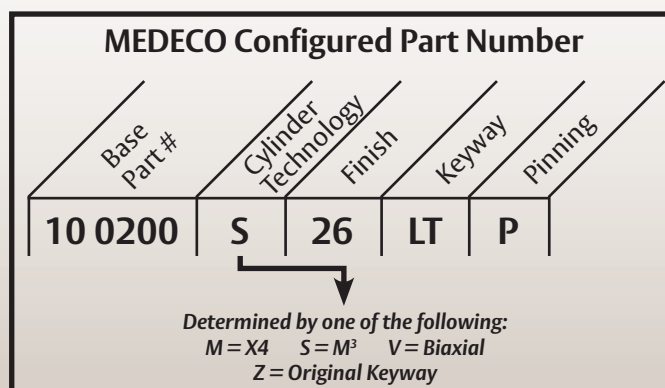 MEDECO Configured Part Number
Base
Part #
Cylinder
Technology
Finish
Keyway
Pinning
10 0200 S 26 LT P
Determined by one of the following:
M = X4 S = M³ V = Biaxial
Z = Original Keyway